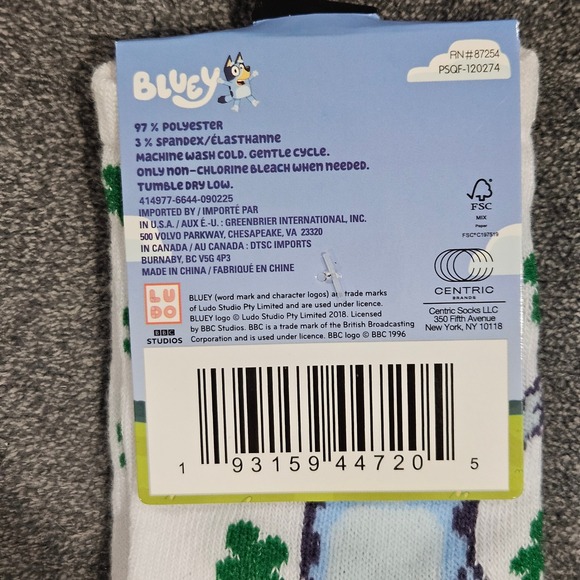 BLUEY
RN#87254
PSQF-120274
97 % POLYESTER
3 % SPANDEX/ÉLASTHANNE
MACHINE WASH COLD. GENTLE CYCLE.
ONLY NON-CHLORINE BLEACH WHEN NEEDED.
TUMBLE DRY LOW.
414977-6644-090225
IMPORTED BY / IMPORTÉ PAR
IN U.S.A. / AUX É.-U. : GREENBRIER INTERNATIONAL, INC.
500 VOLVO PARKWAY, CHESAPEAKE, VA 23320
IN CANADA / AU CANADA : DTSC IMPORTS
BURNABY, BC V5G 4P3
MADE IN CHINA / FABRIQUÉ EN CHINE
FSC
MIX
Paper
FSC® C197519
CENTRIC
BRANDS
Centric Socks LLC
350 Fifth Avenue
New York, NY 10118
LUDO
BBC
STUDIOS
BLUEY (word mark and character logos) are trade marks
of Ludo Studio Pty Limited and are used under licence.
BLUEY logo © Ludo Studio Pty Limited 2018. Licensed
by BBC Studios. BBC is a trade mark of the British Broadcasting
Corporation and is used under licence. BBC logo © BBC 1996
1 93159 44720 5